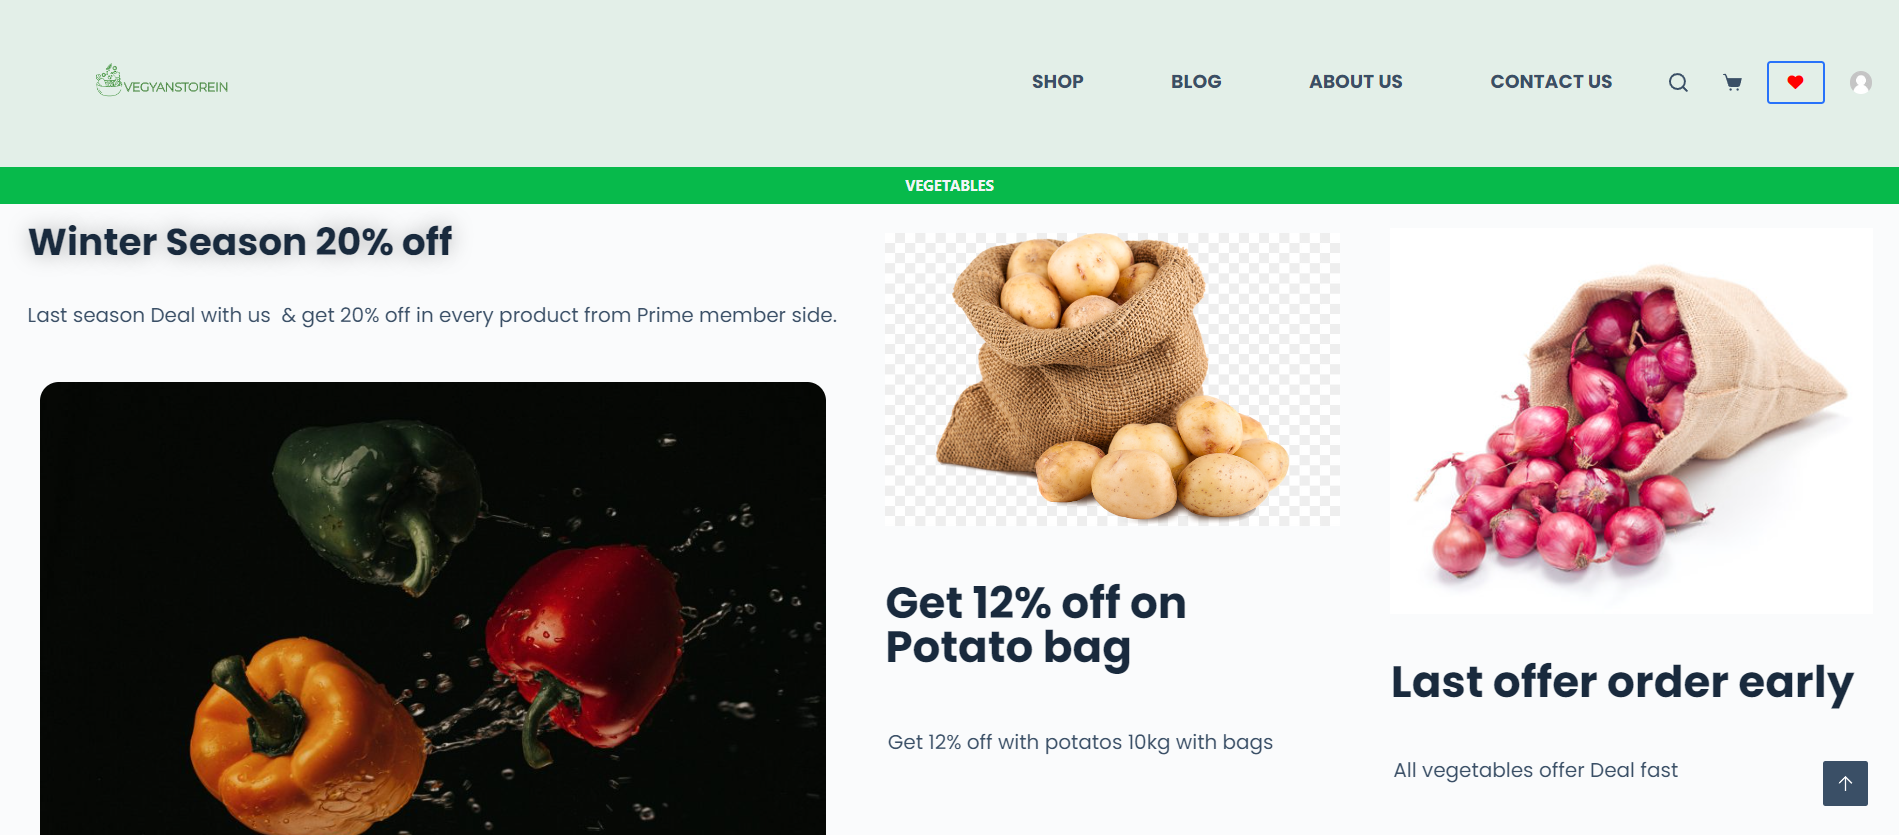 VEGYANSTOREIN
SHOP
BLOG
ABOUT US
CONTACT US
VEGETABLES
Winter Season 20% off
Last season Deal with us & get 20% off in every product from Prime member side.
Get 12% off on
Potato bag
Get 12% off with potatos 10kg with bags
Last offer order early
All vegetables offer Deal fast